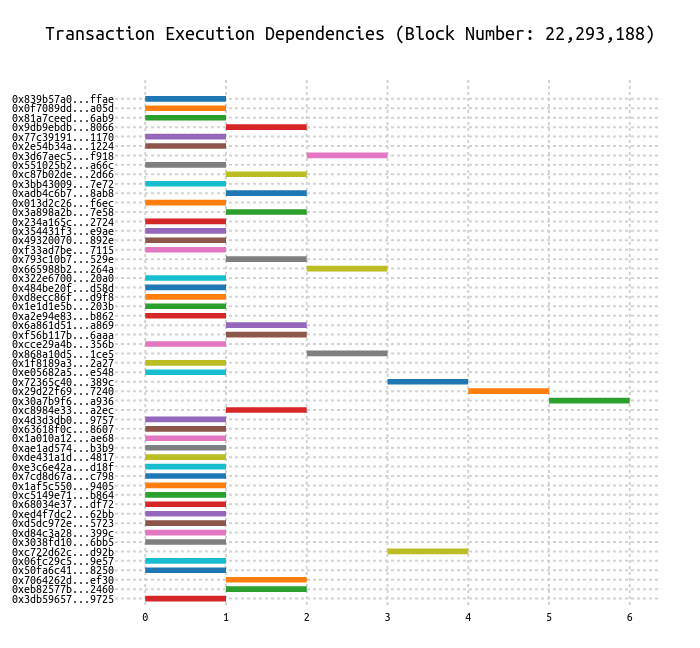 Transaction Execution Dependencies (Block Number: 22,293,188)
0x839b57a0...ffae
0x0f7089dd...a05d
0x81a7ceed...6ab9
0x9db9ebdb...8066
0x77c39191...1170
0x2e54b34a...1224
0x3d67aec5...f918
0x551025b2...a66c
0xc87b02de...2d66
0x3bb43009...7e72
0xadb4c6b7...8ab8
0x013d2c26...f6ec
0x3a898a2b...7e58
0x234a165c...2724
0x354431f3...e9ae
0x49320070...892e
0xf33ad7be...7115
0x793c10b7...529e
0x665988b2...264a
0x322e6700...20a0
0x484be20f...d58d
0xd8ecc86f...d9f8
0x1e1d1e5b...203b
0xa2e94e83...b862
0x6a861d51...a869
0xf56b117b...6aaa
0xcce29a4b...356b
0x868a10d5...1ce5
0x1f0189a3...2a27
0xe05682a5...e548
0x72365c40...389c
0x29d22f69...7240
0x30a7b9f6...a936
0xc8984e33...a2ec
0x4d3d3db0...9757
0x63618f0c...8607
0x1a010a12...ae68
0xae1ad574...b3b9
0xde431a1d...4817
0xe3c6e42a...d18f
0x7cd8d67a...c798
0x1af5c550...9405
0xc5149e71...b864
0x68034e37...df72
0xed4f7dc2...62bb
0xd5dc972e...5723
0xd84c3a28...399c
0x3038fd10...6bb5
0xc722d62c...d92b
0x06fc29c5...9e57
0x50fa6c41...8250
0x7064262d...ef30
0xeb82577b...2460
0x3db59657...9725
0 1 2 3 4 5 6